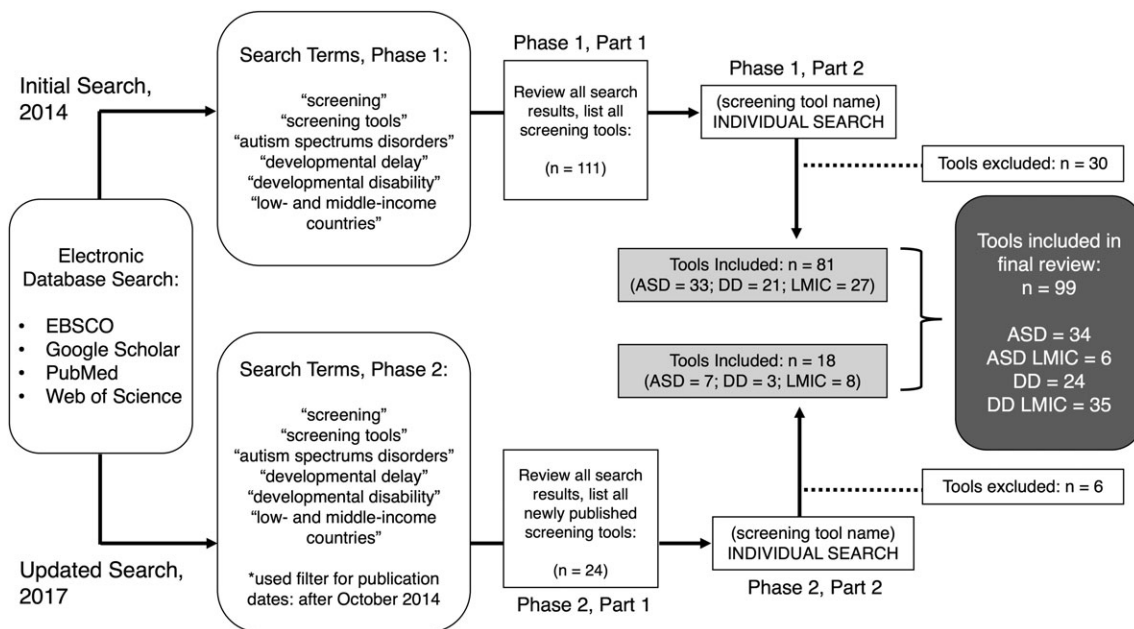 Initial Search,
2014
Electronic
Database Search:
• EBSCO
• Google Scholar
• PubMed
• Web of Science
Updated Search,
2017
Search Terms, Phase 1:
“screening”
“screening tools”
“autism spectrums disorders”
“developmental delay”
“developmental disability”
“low- and middle-income
countries”
Search Terms, Phase 2:
“screening”
“screening tools”
“autism spectrums disorders”
“developmental delay”
“developmental disability”
“low- and middle-income
countries”
*used filter for publication
dates: after October 2014
Phase 1, Part 1
Review all search
results, list all
screening tools:
(n = 111)
Phase 1, Part 2
(screening tool name)
INDIVIDUAL SEARCH
Tools excluded: n = 30
Tools Included: n = 81
(ASD = 33; DD = 21; LMIC = 27)
Tools Included: n = 18
(ASD = 7; DD = 3; LMIC = 8)
Review all search
results, list all
newly published
screening tools:
(n = 24)
Phase 2, Part 1
(screening tool name)
INDIVIDUAL SEARCH
Phase 2, Part 2
Tools excluded: n = 6
Tools included in
final review:
n = 99
ASD = 34
ASD LMIC = 6
DD = 24
DD LMIC = 35